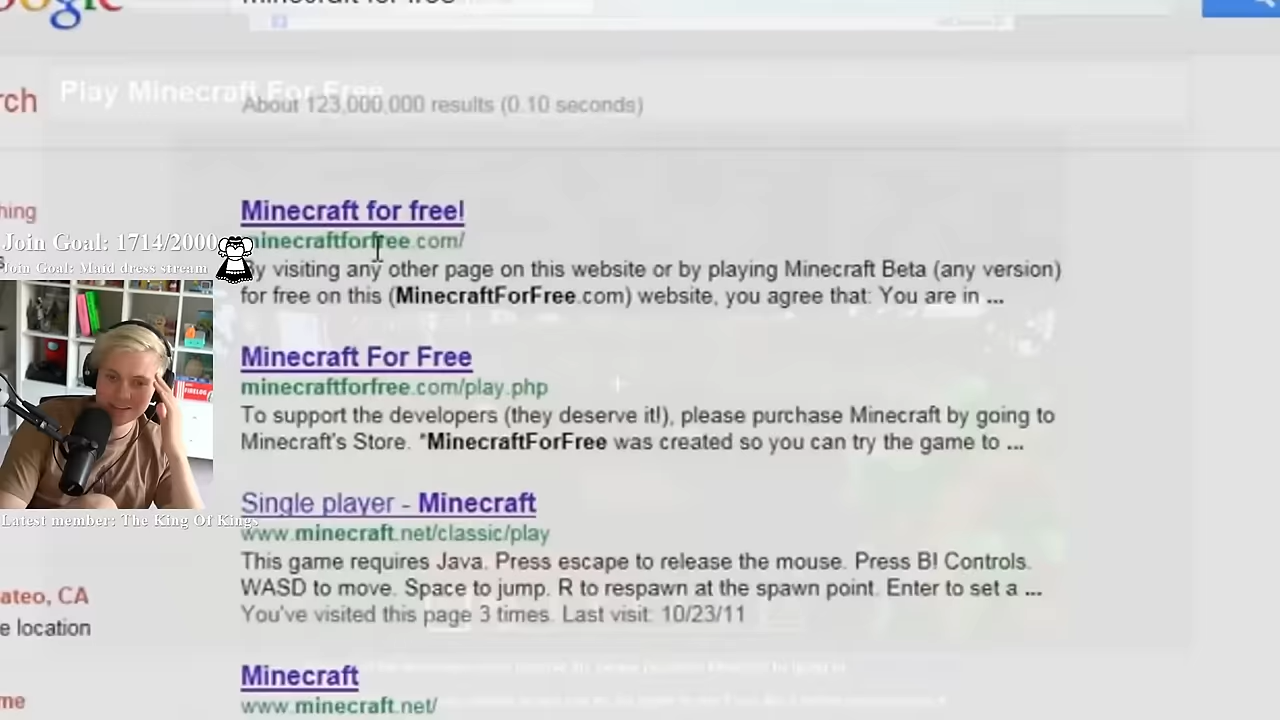 minecraft for free
Play Minecraft For Free
About 123,000,000 results (0.10 seconds)
Minecraft for free!
minecraftforfree.com/
By visiting any other page on this website or by playing Minecraft Beta (any version)
for free on this (MinecraftForFree.com) website, you agree that: You are in ...
Join Goal: 1714/2000
Join Goal: Maid dress stream
Minecraft For Free
minecraftforfree.com/play.php
To support the developers (they deserve it!), please purchase Minecraft by going to
Minecraft's Store. *MinecraftForFree was created so you can try the game to ...
Single player - Minecraft
www.minecraft.net/classic/play
This game requires Java. Press escape to release the mouse. Press B! Controls.
WASD to move. Space to jump. R to respawn at the spawn point. Enter to set a ...
You've visited this page 3 times. Last visit: 10/23/11
Latest member: The King Of Kings
ateo, CA
e location
Minecraft
www.minecraft.net/